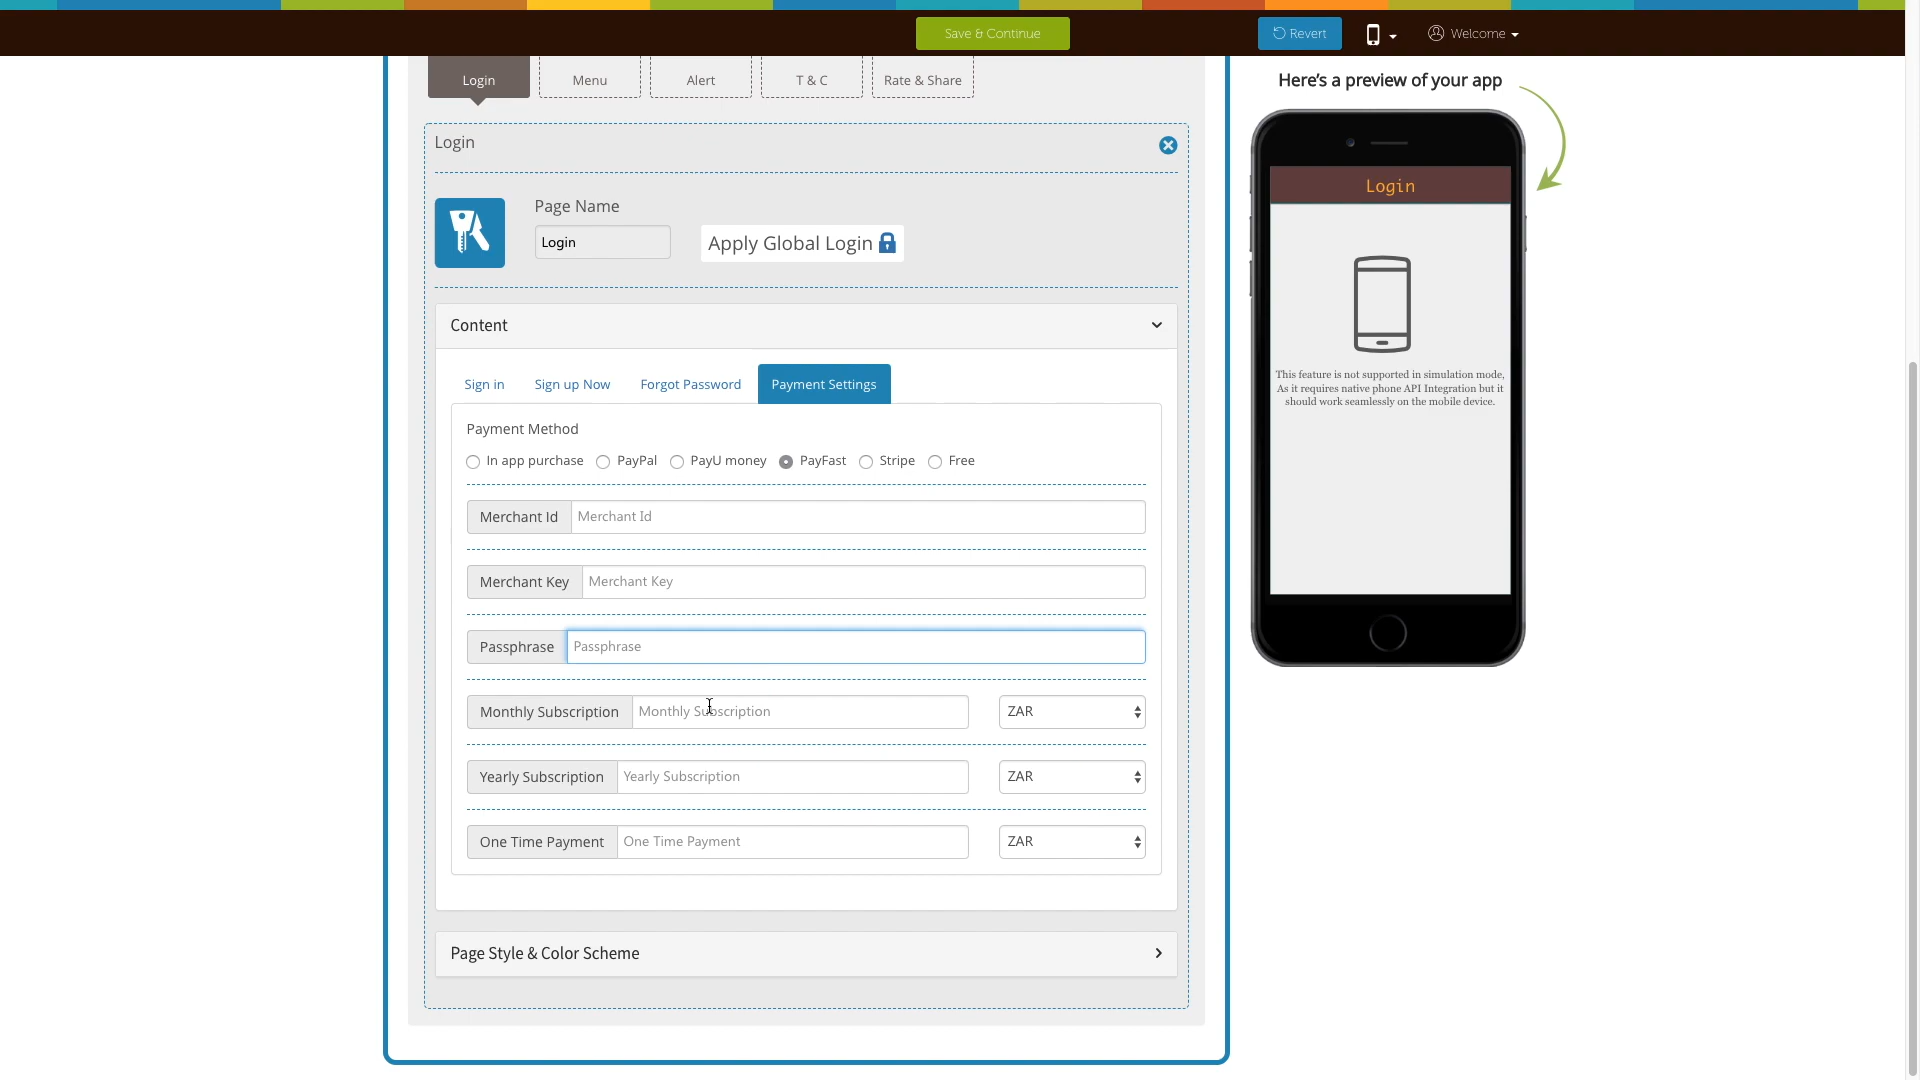 Save & Continue
Revert
Welcome
Login
Menu
Alert
T & C
Rate & Share
Here's a preview of your app
Login
Page Name
Login
Apply Global Login
Content
Sign in
Sign up Now
Forgot Password
Payment Settings
Payment Method
In app purchase
PayPal
PayU money
PayFast
Stripe
Free
Merchant Id
Merchant Id
Merchant Key
Merchant Key
Passphrase
Passphrase
Monthly Subscription
Monthly Subscription
ZAR
Yearly Subscription
Yearly Subscription
ZAR
One Time Payment
One Time Payment
ZAR
Page Style & Color Scheme
Login
This feature is not supported in simulation mode,
As it requires native phone API Integration but it
should work seamlessly on the mobile device.